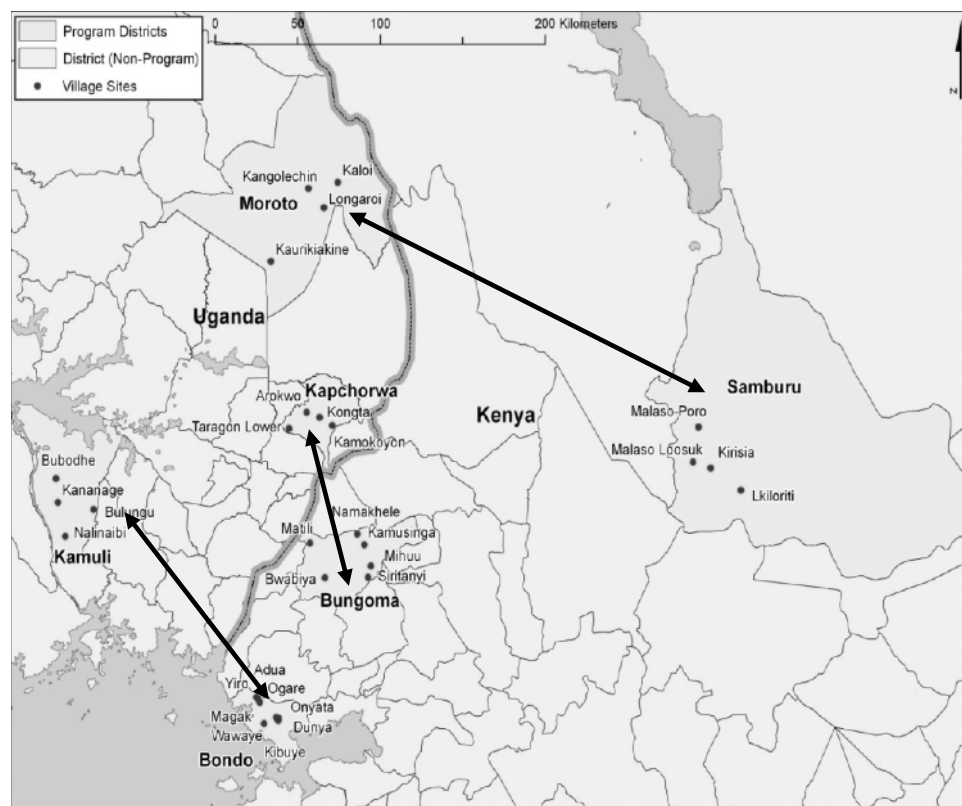 0 50 100 200 Kilometers
Program Districts
District (Non-Program)
Village Sites
N
Kangolechin
Kaloi
Moroto
Longaroi
Kaurikiakine
Uganda
Kapchorwa
Arokwo
Kongta
Taragon Lower
Kamokoyon
Kenya
Samburu
Malaso-Poro
Malaso Loosuk
Kirisia
Lkiloriti
Bubodhe
Kananage
Bulungu
Nalinaibi
Kamuli
Namakhele
Matili
Kamusinga
Mihuu
Bwabiya
Siritanyi
Bungoma
Adua
Yiro
Ogare
Magak
Onyata
Wawaye
Dunya
Kibuye
Bondo